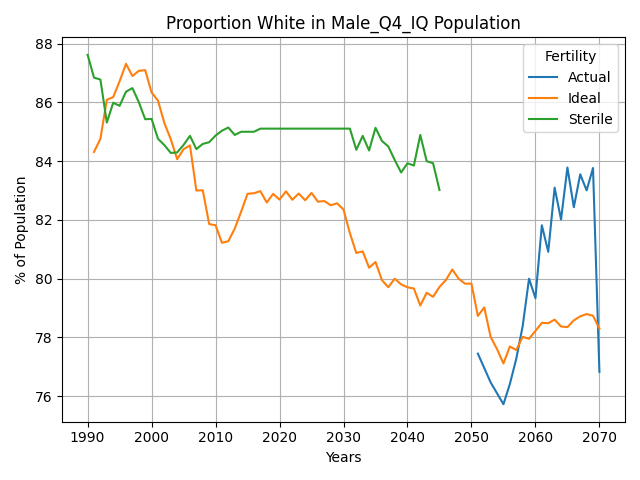 Proportion White in Male_Q4_IQ Population
Fertility
Actual
Ideal
Sterile
% of Population
88
86
84
82
80
78
76
1990
2000
2010
2020
2030
2040
2050
2060
2070
Years